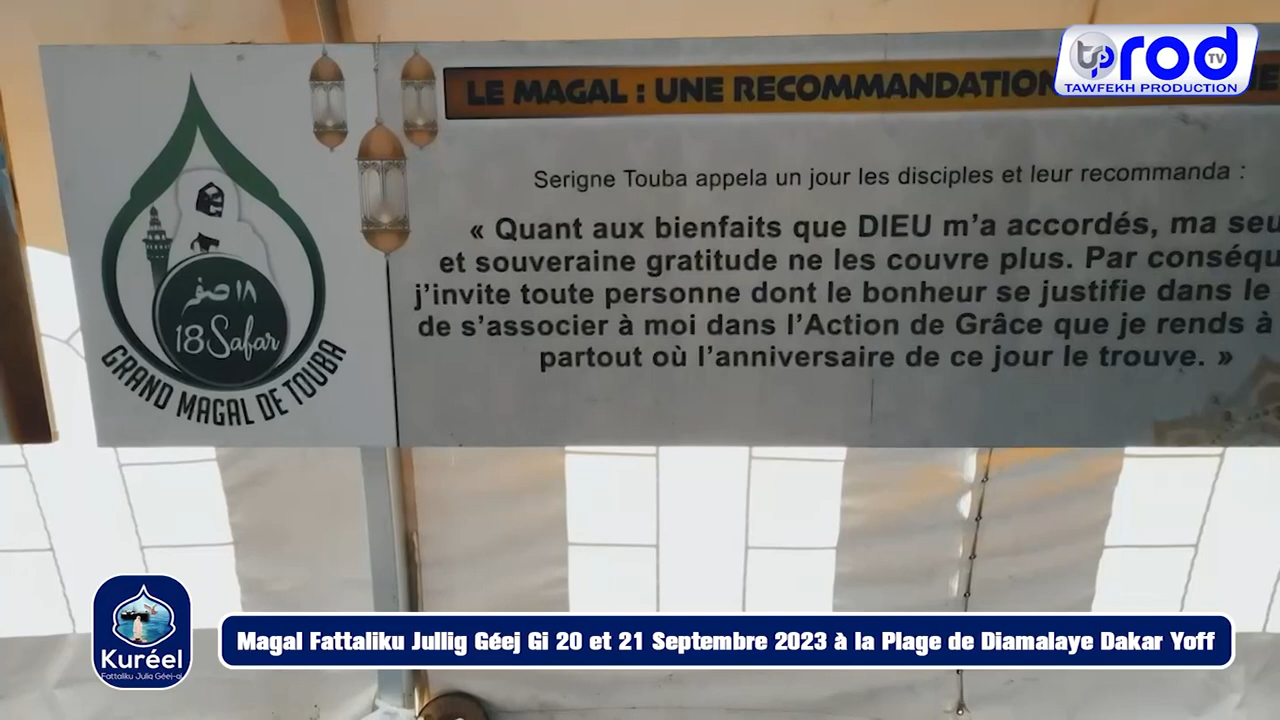 tp rod TV
TAWFEKH PRODUCTION
LE MAGAL : UNE RECOMMANDATION
Serigne Touba appela un jour les disciples et leur recommanda :
« Quant aux bienfaits que DIEU m'a accordés, ma seu
et souveraine gratitude ne les couvre plus. Par conséqu
j'invite toute personne dont le bonheur se justifie dans le
de s'associer à moi dans l'Action de Grâce que je rends à
partout où l'anniversaire de ce jour le trouve. »
١٨ صفر
18 Safar
GRAND MAGAL DE TOUBA
Kuréel
Fattaliku Julig Géej-gi
Magal Fattaliku Jullig Géej Gi 20 et 21 Septembre 2023 à la Plage de Diamalaye Dakar Yoff